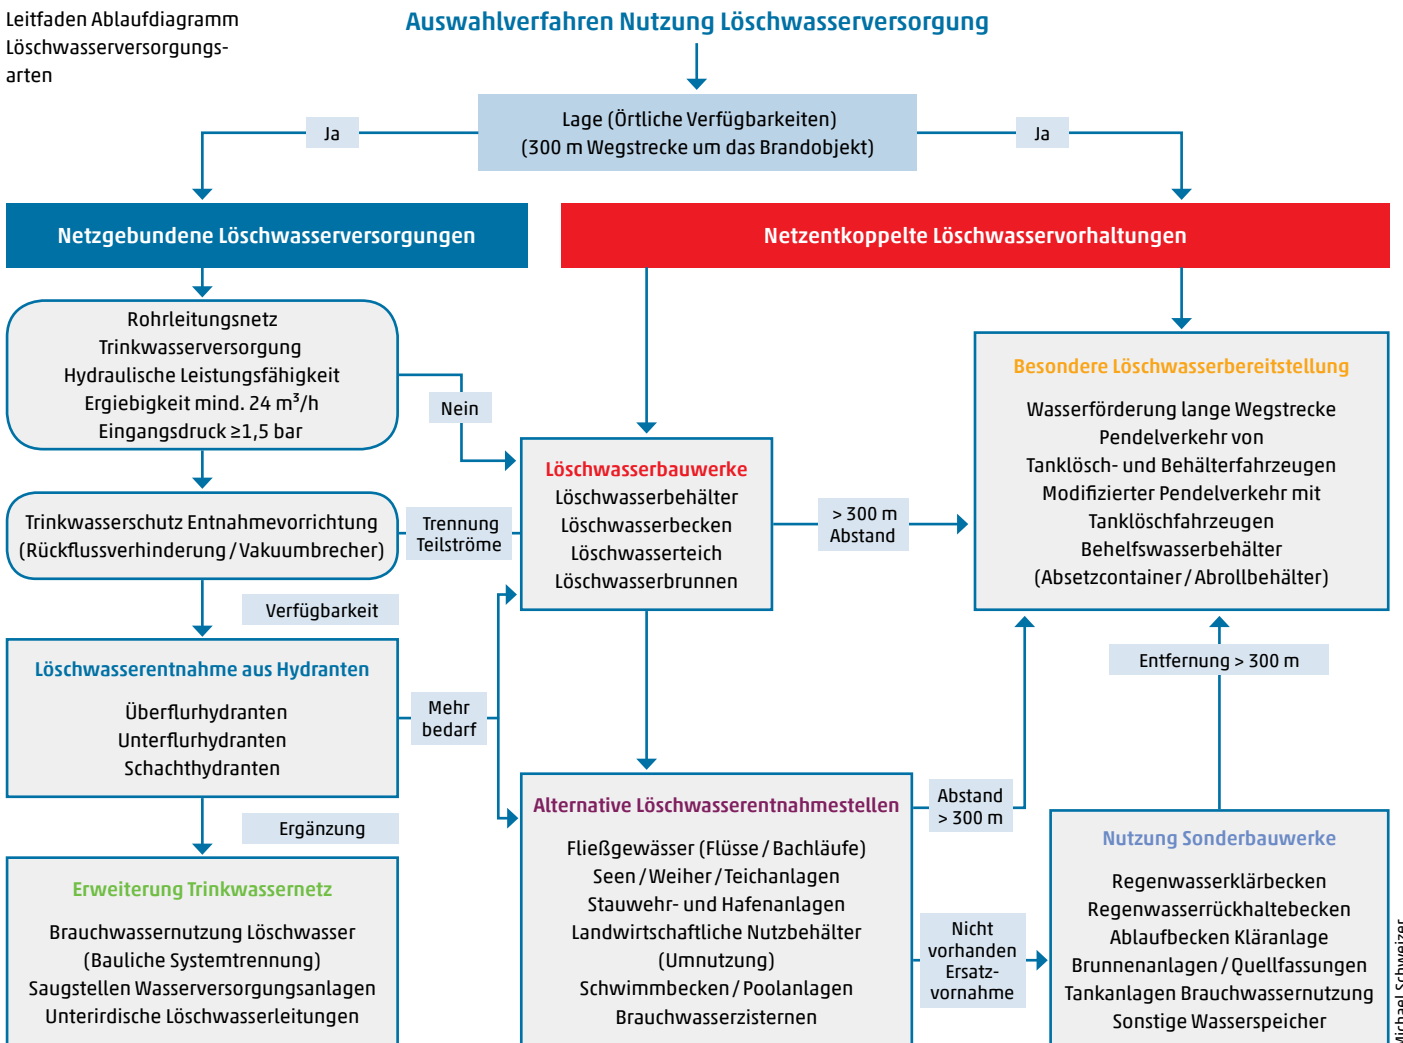 Leitfaden Ablaufdiagramm
Löschwasserversorgungs-
arten
Auswahlverfahren Nutzung Löschwasserversorgung
Lage (Örtliche Verfügbarkeiten)
(300 m Wegstrecke um das Brandobjekt)
Ja
Ja
Netzgebundene Löschwasserversorgungen
Netzentkoppelte Löschwasservorhaltungen
Rohrleitungsnetz
Trinkwasserversorgung
Hydraulische Leistungsfähigkeit
Ergiebigkeit mind. 24 m³/h
Eingangsdruck ≥1,5 bar
Nein
Trinkwasserschutz Entnahmevorrichtung
(Rückflussverhinderung / Vakuumbrecher)
Trennung
Teilströme
Verfügbarkeit
Löschwasserentnahme aus Hydranten
Überflurhydranten
Unterflurhydranten
Schachthydranten
Mehr
bedarf
Ergänzung
Erweiterung Trinkwassernetz
Brauchwassernutzung Löschwasser
(Bauliche Systemtrennung)
Saugstellen Wasserversorgungsanlagen
Unterirdische Löschwasserleitungen
Löschwasserbauwerke
Löschwasserbehälter
Löschwasserbecken
Löschwasserteich
Löschwasserbrunnen
> 300 m
Abstand
Alternative Löschwasserentnahmestellen
Fließgewässer (Flüsse / Bachläufe)
Seen / Weiher / Teichanlagen
Stauwehr- und Hafenanlagen
Landwirtschaftliche Nutzbehälter
(Umnutzung)
Schwimmbecken / Poolanlagen
Brauchwasserzisternen
Abstand
> 300 m
Nicht
vorhanden
Ersatz-
vornahme
Besondere Löschwasserbereitstellung
Wasserförderung lange Wegstrecke
Pendelverkehr von
Tanklösch- und Behälterfahrzeugen
Modifizierter Pendelverkehr mit
Tanklöschfahrzeugen
Behelfswasserbehälter
(Absetzcontainer / Abrollbehälter)
Entfernung > 300 m
Nutzung Sonderbauwerke
Regenwasserklärbecken
Regenwasserrückhaltebecken
Ablaufbecken Kläranlage
Brunnenanlagen / Quellfassungen
Tankanlagen Brauchwassernutzung
Sonstige Wasserspeicher
Michael Schweizer